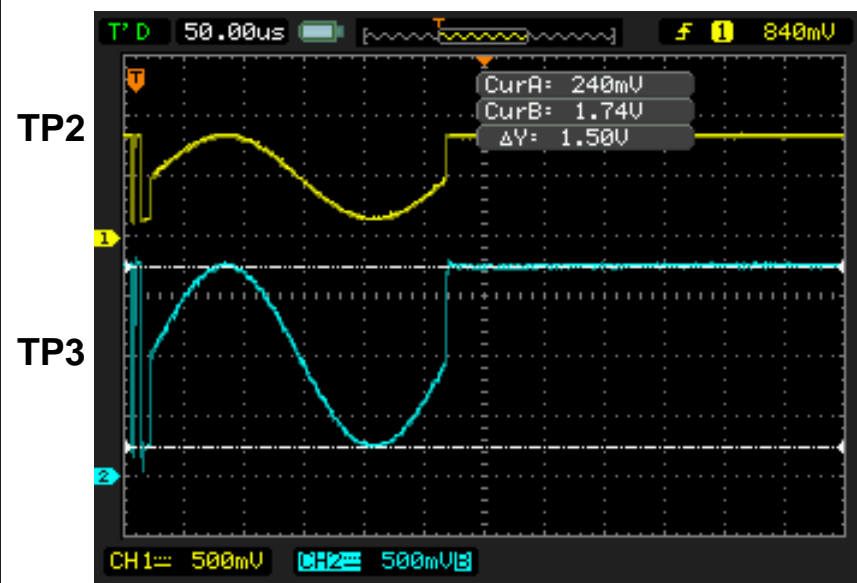 T'D 50.00us T f 1 840mV
T
CurA: 240mV
CurB: 1.74V
ΔY: 1.50V
TP2
1
TP3
2
CH1 500mV CH2 500mV B